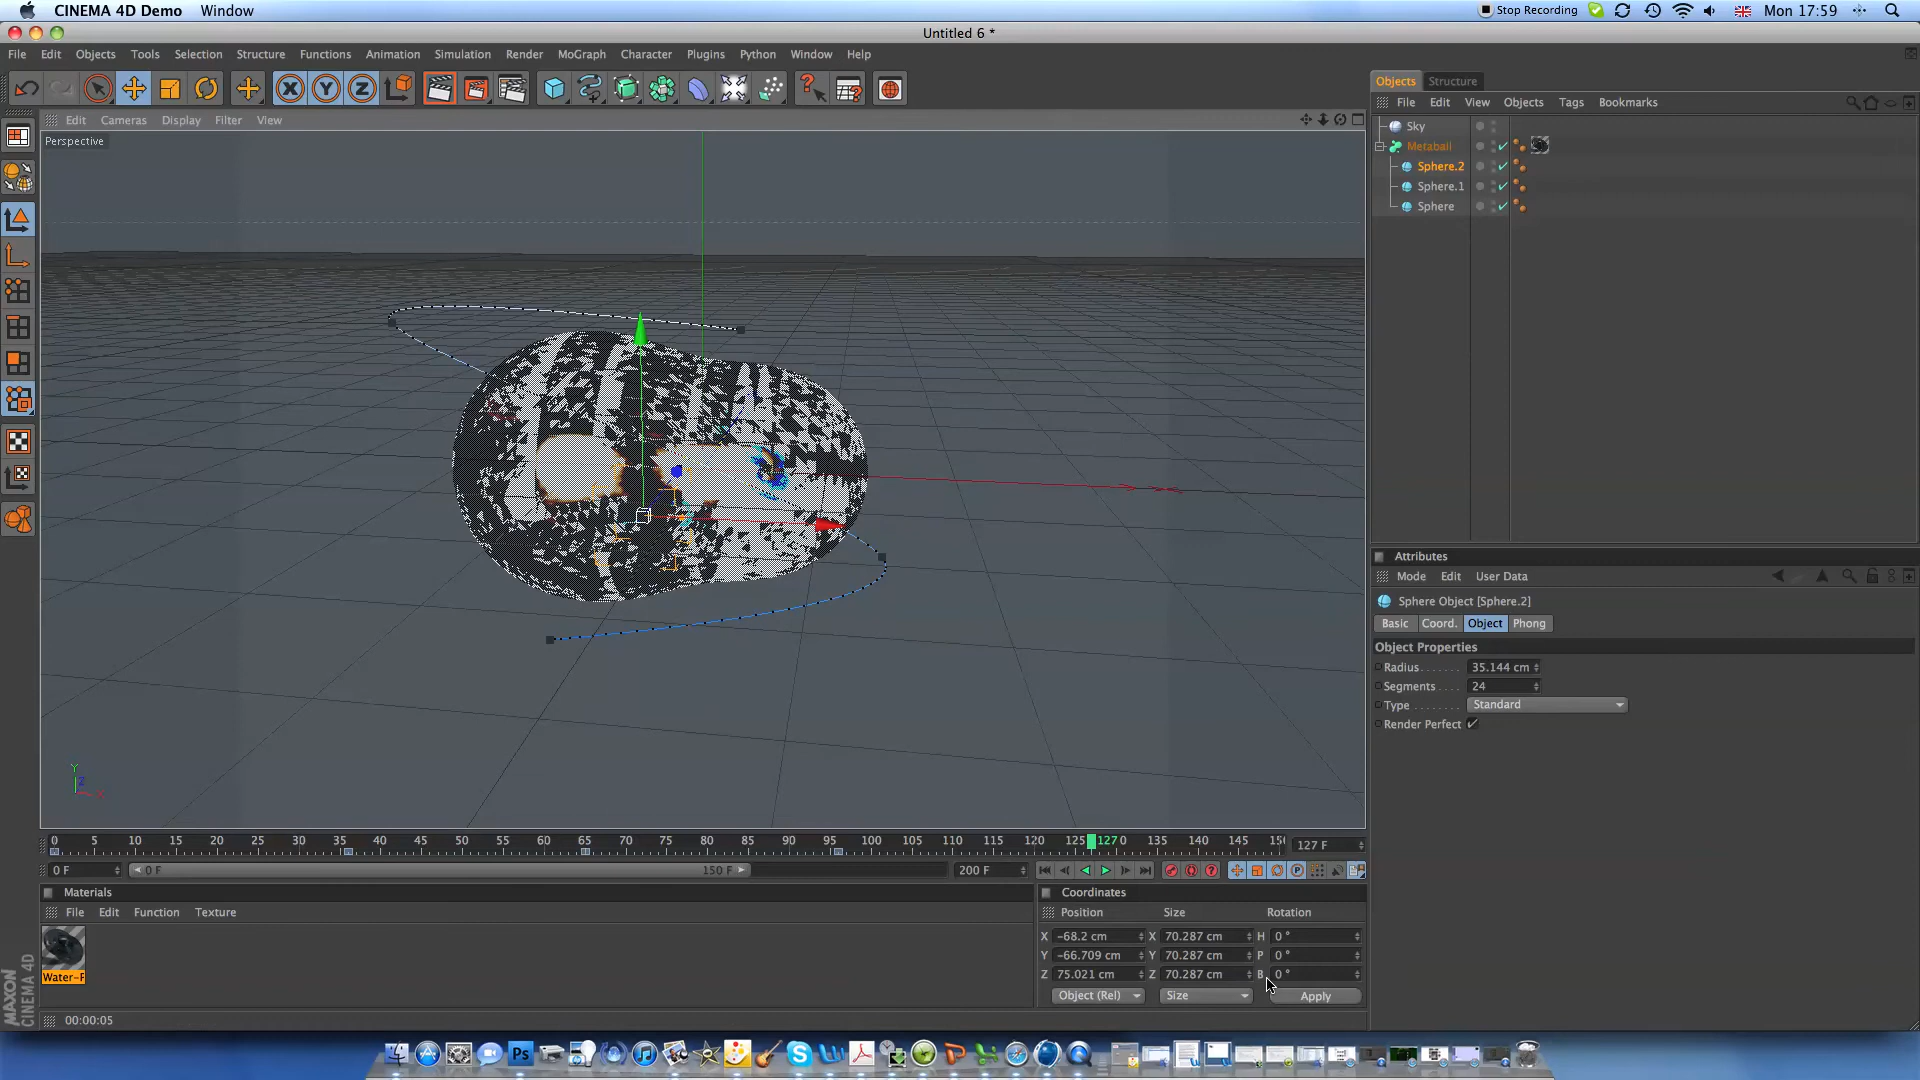 CINEMA 4D Demo Window
Stop Recording Mon 17:59
Untitled 6 *
File Edit Objects Tools Selection Structure Functions Animation Simulation Render MoGraph Character Plugins Python Window Help
Edit Cameras Display Filter View
Perspective
Y
Z
X
0 5 10 15 20 25 30 35 40 45 50 55 60 65 70 75 80 85 90 95 100 105 110 115 120 125 127 0 135 140 145 150
127 F
0 F 0 F 150 F 200 F
Materials
File Edit Function Texture
Water-F
MAXON
CINEMA 4D
00:00:05
Coordinates
Position Size Rotation
X -68.2 cm X 70.287 cm H 0 °
Y -66.709 cm Y 70.287 cm P 0 °
Z 75.021 cm Z 70.287 cm B 0 °
Object (Rel) Size Apply
Objects Structure
File Edit View Objects Tags Bookmarks
Sky
Metaball
Sphere.2
Sphere.1
Sphere
Attributes
Mode Edit User Data
Sphere Object [Sphere.2]
Basic Coord. Object Phong
Object Properties
Radius 35.144 cm
Segments 24
Type Standard
Render Perfect